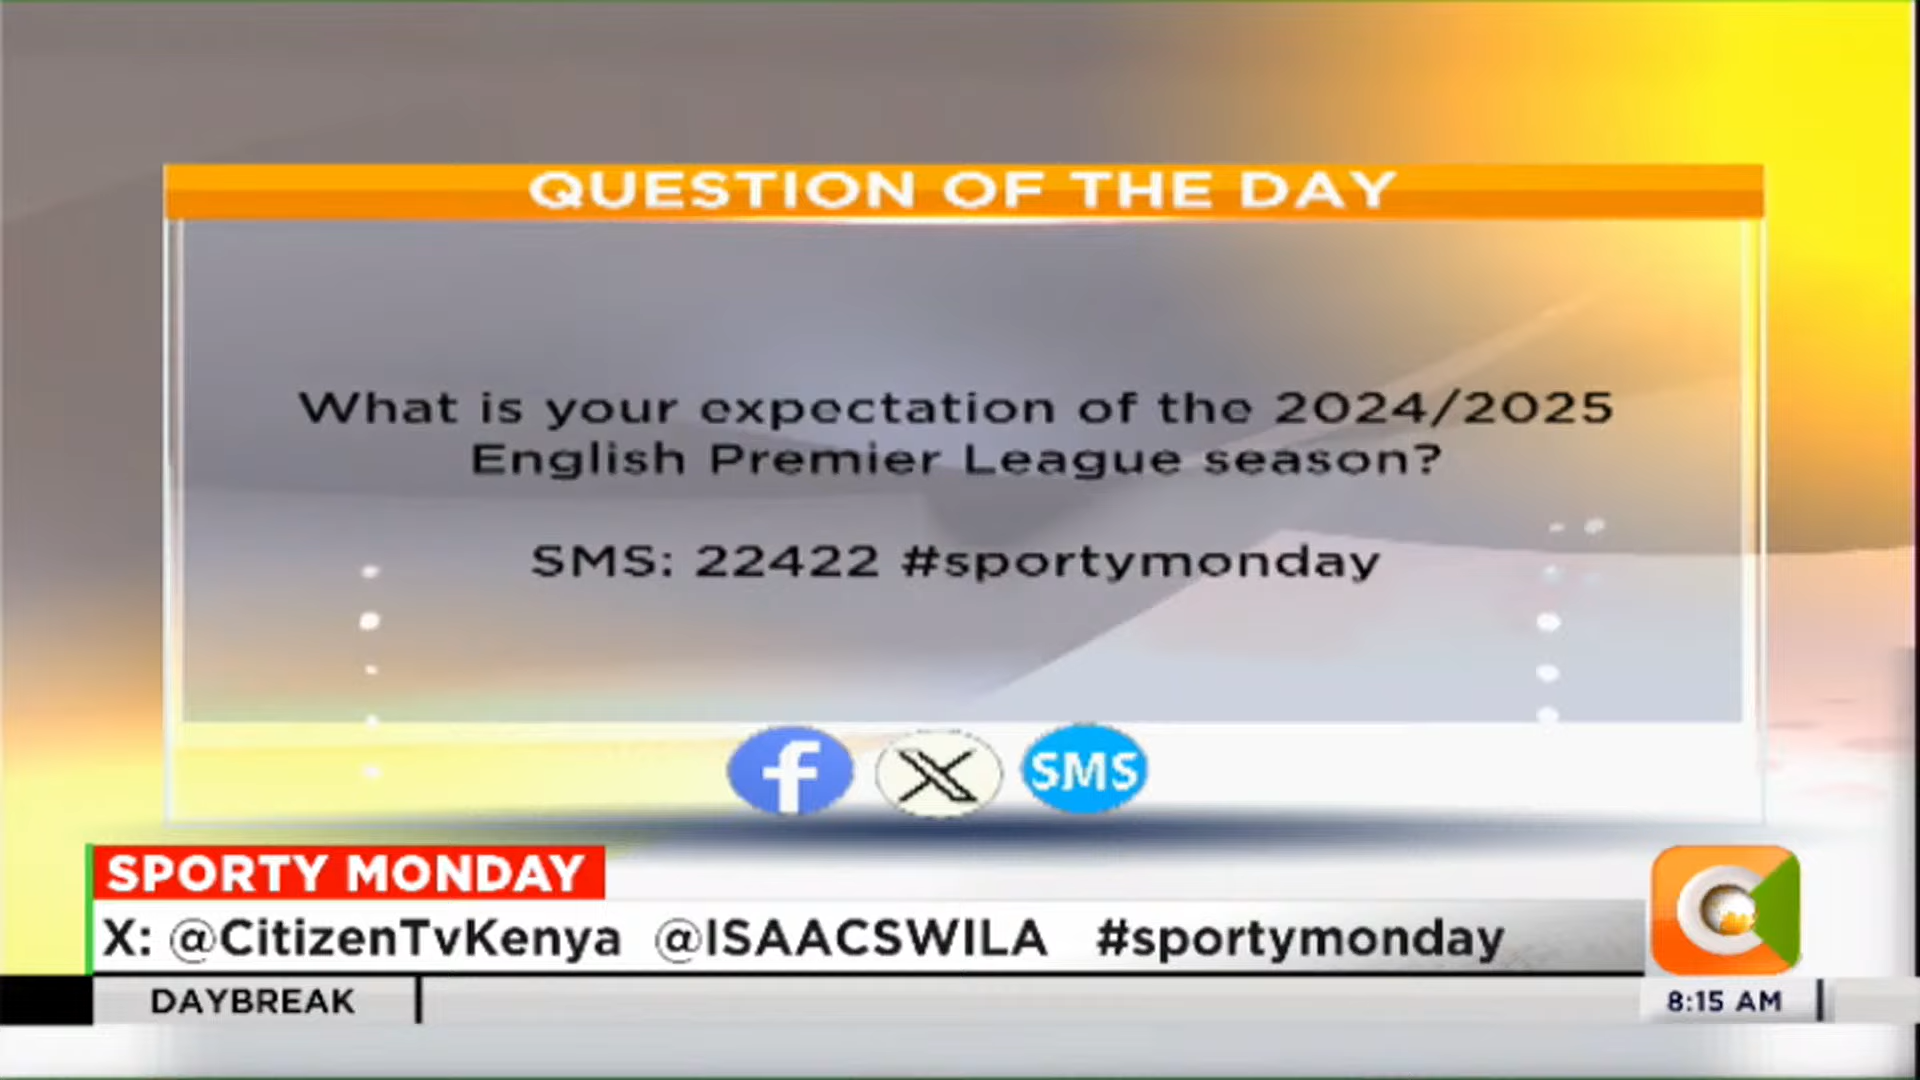 QUESTION OF THE DAY
What is your expectation of the 2024/2025
English Premier League season?
SMS: 22422 #sportymonday
f X SMS
SPORTY MONDAY
X: @CitizenTvKenya @ISAACSWILA #sportymonday
DAYBREAK
8:15 AM